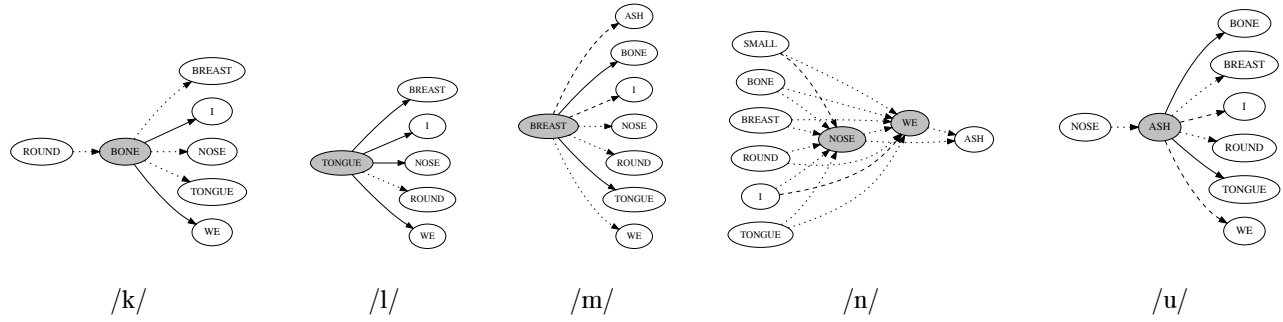 ROUND
BONE
BREAST
I
NOSE
TONGUE
WE
/k/
TONGUE
BREAST
I
NOSE
ROUND
WE
/l/
BREAST
ASH
BONE
I
NOSE
ROUND
TONGUE
WE
/m/
SMALL
BONE
BREAST
ROUND
I
TONGUE
NOSE
WE
ASH
/n/
NOSE
ASH
BONE
BREAST
I
ROUND
TONGUE
WE
/u/